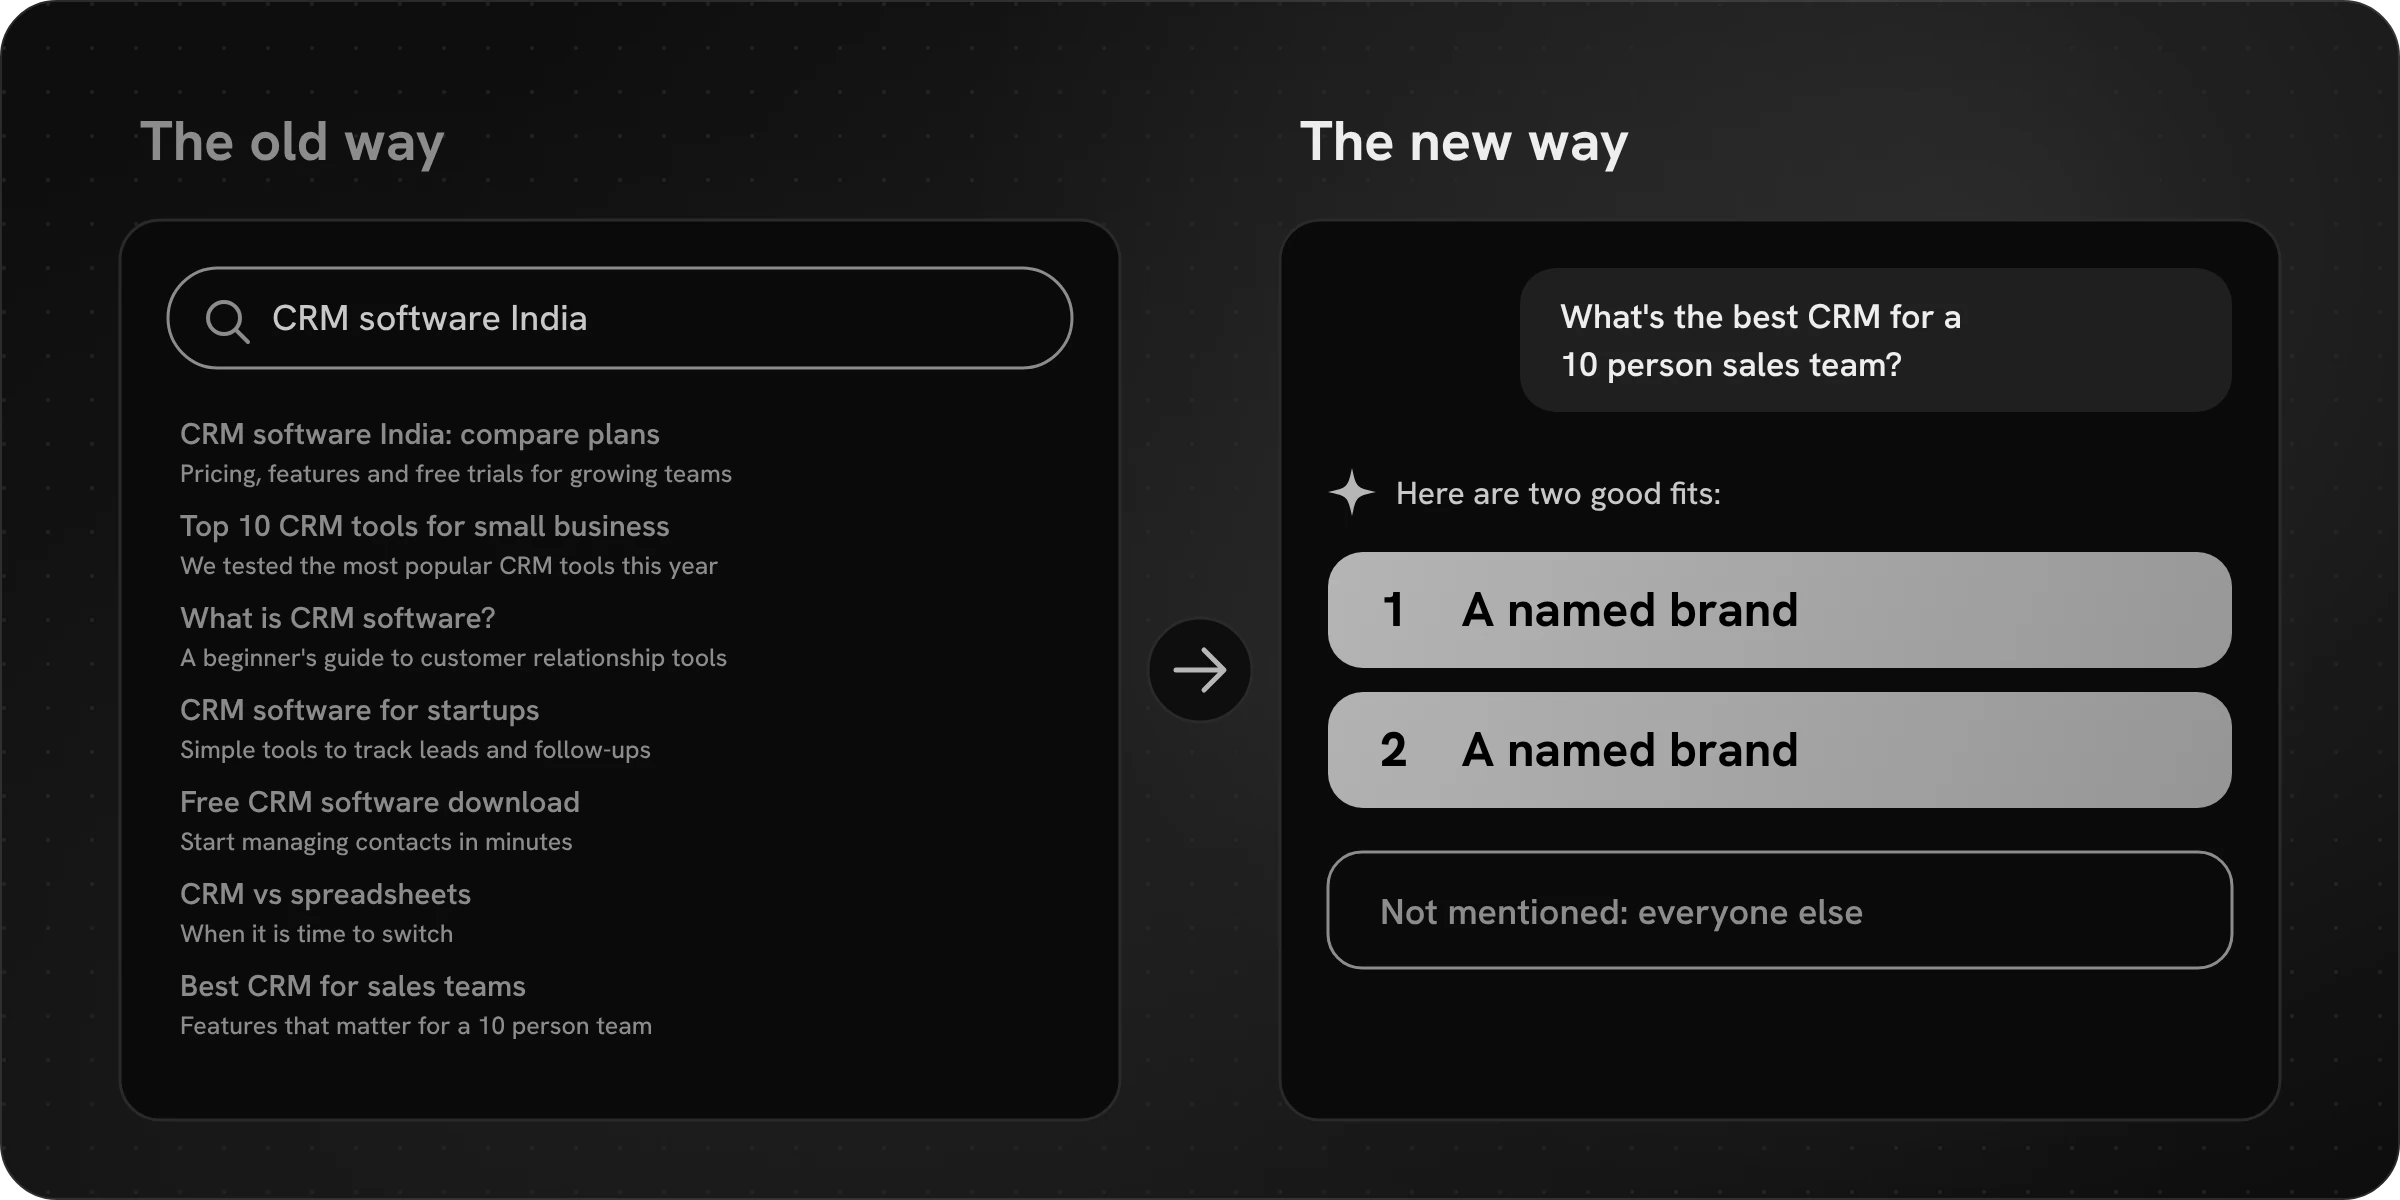 The old way
CRM software India
CRM software India: compare plans
Pricing, features and free trials for growing teams
Top 10 CRM tools for small business
We tested the most popular CRM tools this year
What is CRM software?
A beginner's guide to customer relationship tools
CRM software for startups
Simple tools to track leads and follow-ups
Free CRM software download
Start managing contacts in minutes
CRM vs spreadsheets
When it is time to switch
Best CRM for sales teams
Features that matter for a 10 person team
The new way
What's the best CRM for a
10 person sales team?
Here are two good fits:
1 A named brand
2 A named brand
Not mentioned: everyone else